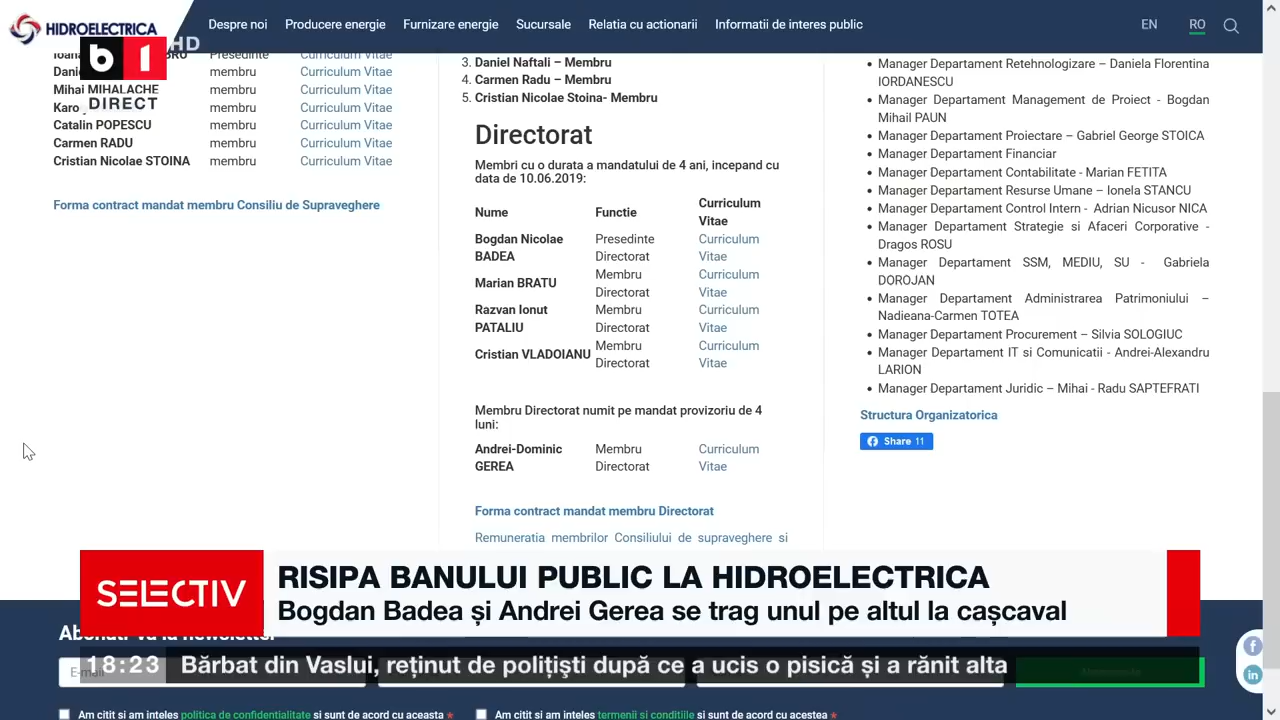 HIDROELECTRICA
Despre noi
Producere energie
Furnizare energie
Sucursale
Relatia cu actionarii
Informatii de interes public
EN
RO
HD
b1
DIRECT
Presedinte Curriculum Vitae
membru Curriculum Vitae
Mihai MIHALACHE membru Curriculum Vitae
membru Curriculum Vitae
Catalin POPESCU membru Curriculum Vitae
Carmen RADU membru Curriculum Vitae
Cristian Nicolae STOINA membru Curriculum Vitae
Forma contract mandat membru Consiliu de Supraveghere
3. Daniel Naftali – Membru
4. Carmen Radu – Membru
5. Cristian Nicolae Stoina- Membru
Directorat
Membri cu o durata a mandatului de 4 ani, incepand cu
data de 10.06.2019:
Nume Functie Curriculum
Vitae
Bogdan Nicolae Presedinte Curriculum
BADEA Directorat Vitae
Marian BRATU Membru Curriculum
Directorat Vitae
Razvan Ionut Membru Curriculum
PATALIU Directorat Vitae
Cristian VLADOIANU Membru Curriculum
Directorat Vitae
Membru Directorat numit pe mandat provizoriu de 4
luni:
Andrei-Dominic Membru Curriculum
GEREA Directorat Vitae
Forma contract mandat membru Directorat
Remuneratia membrilor Consiliului de supraveghere si
• Manager Departament Retehnologizare – Daniela Florentina
IORDANESCU
• Manager Departament Management de Proiect - Bogdan
Mihail PAUN
• Manager Departament Proiectare – Gabriel George STOICA
• Manager Departament Financiar
• Manager Departament Contabilitate - Marian FETITA
• Manager Departament Resurse Umane – Ionela STANCU
• Manager Departament Control Intern - Adrian Nicusor NICA
• Manager Departament Strategie si Afaceri Corporative -
Dragos ROSU
• Manager Departament SSM, MEDIU, SU - Gabriela
DOROJAN
• Manager Departament Administrarea Patrimoniului –
Nadieana-Carmen TOTEA
• Manager Departament Procurement – Silvia SOLOGIUC
• Manager Departament IT si Comunicatii - Andrei-Alexandru
LARION
• Manager Departament Juridic – Mihai - Radu SAPTEFRATI
Structura Organizatorica
Share 11
SELECTIV
RISIPA BANULUI PUBLIC LA HIDROELECTRICA
Bogdan Badea și Andrei Gerea se trag unul pe altul la cașcaval
18:23 Bărbat din Vaslui, reținut de polițiști după ce a ucis o pisică și a rănit alta
Am citit si am inteles politica de confidentialitate si sunt de acord cu aceasta *
Am citit si am inteles termenii si conditiile si sunt de acord cu acestea *